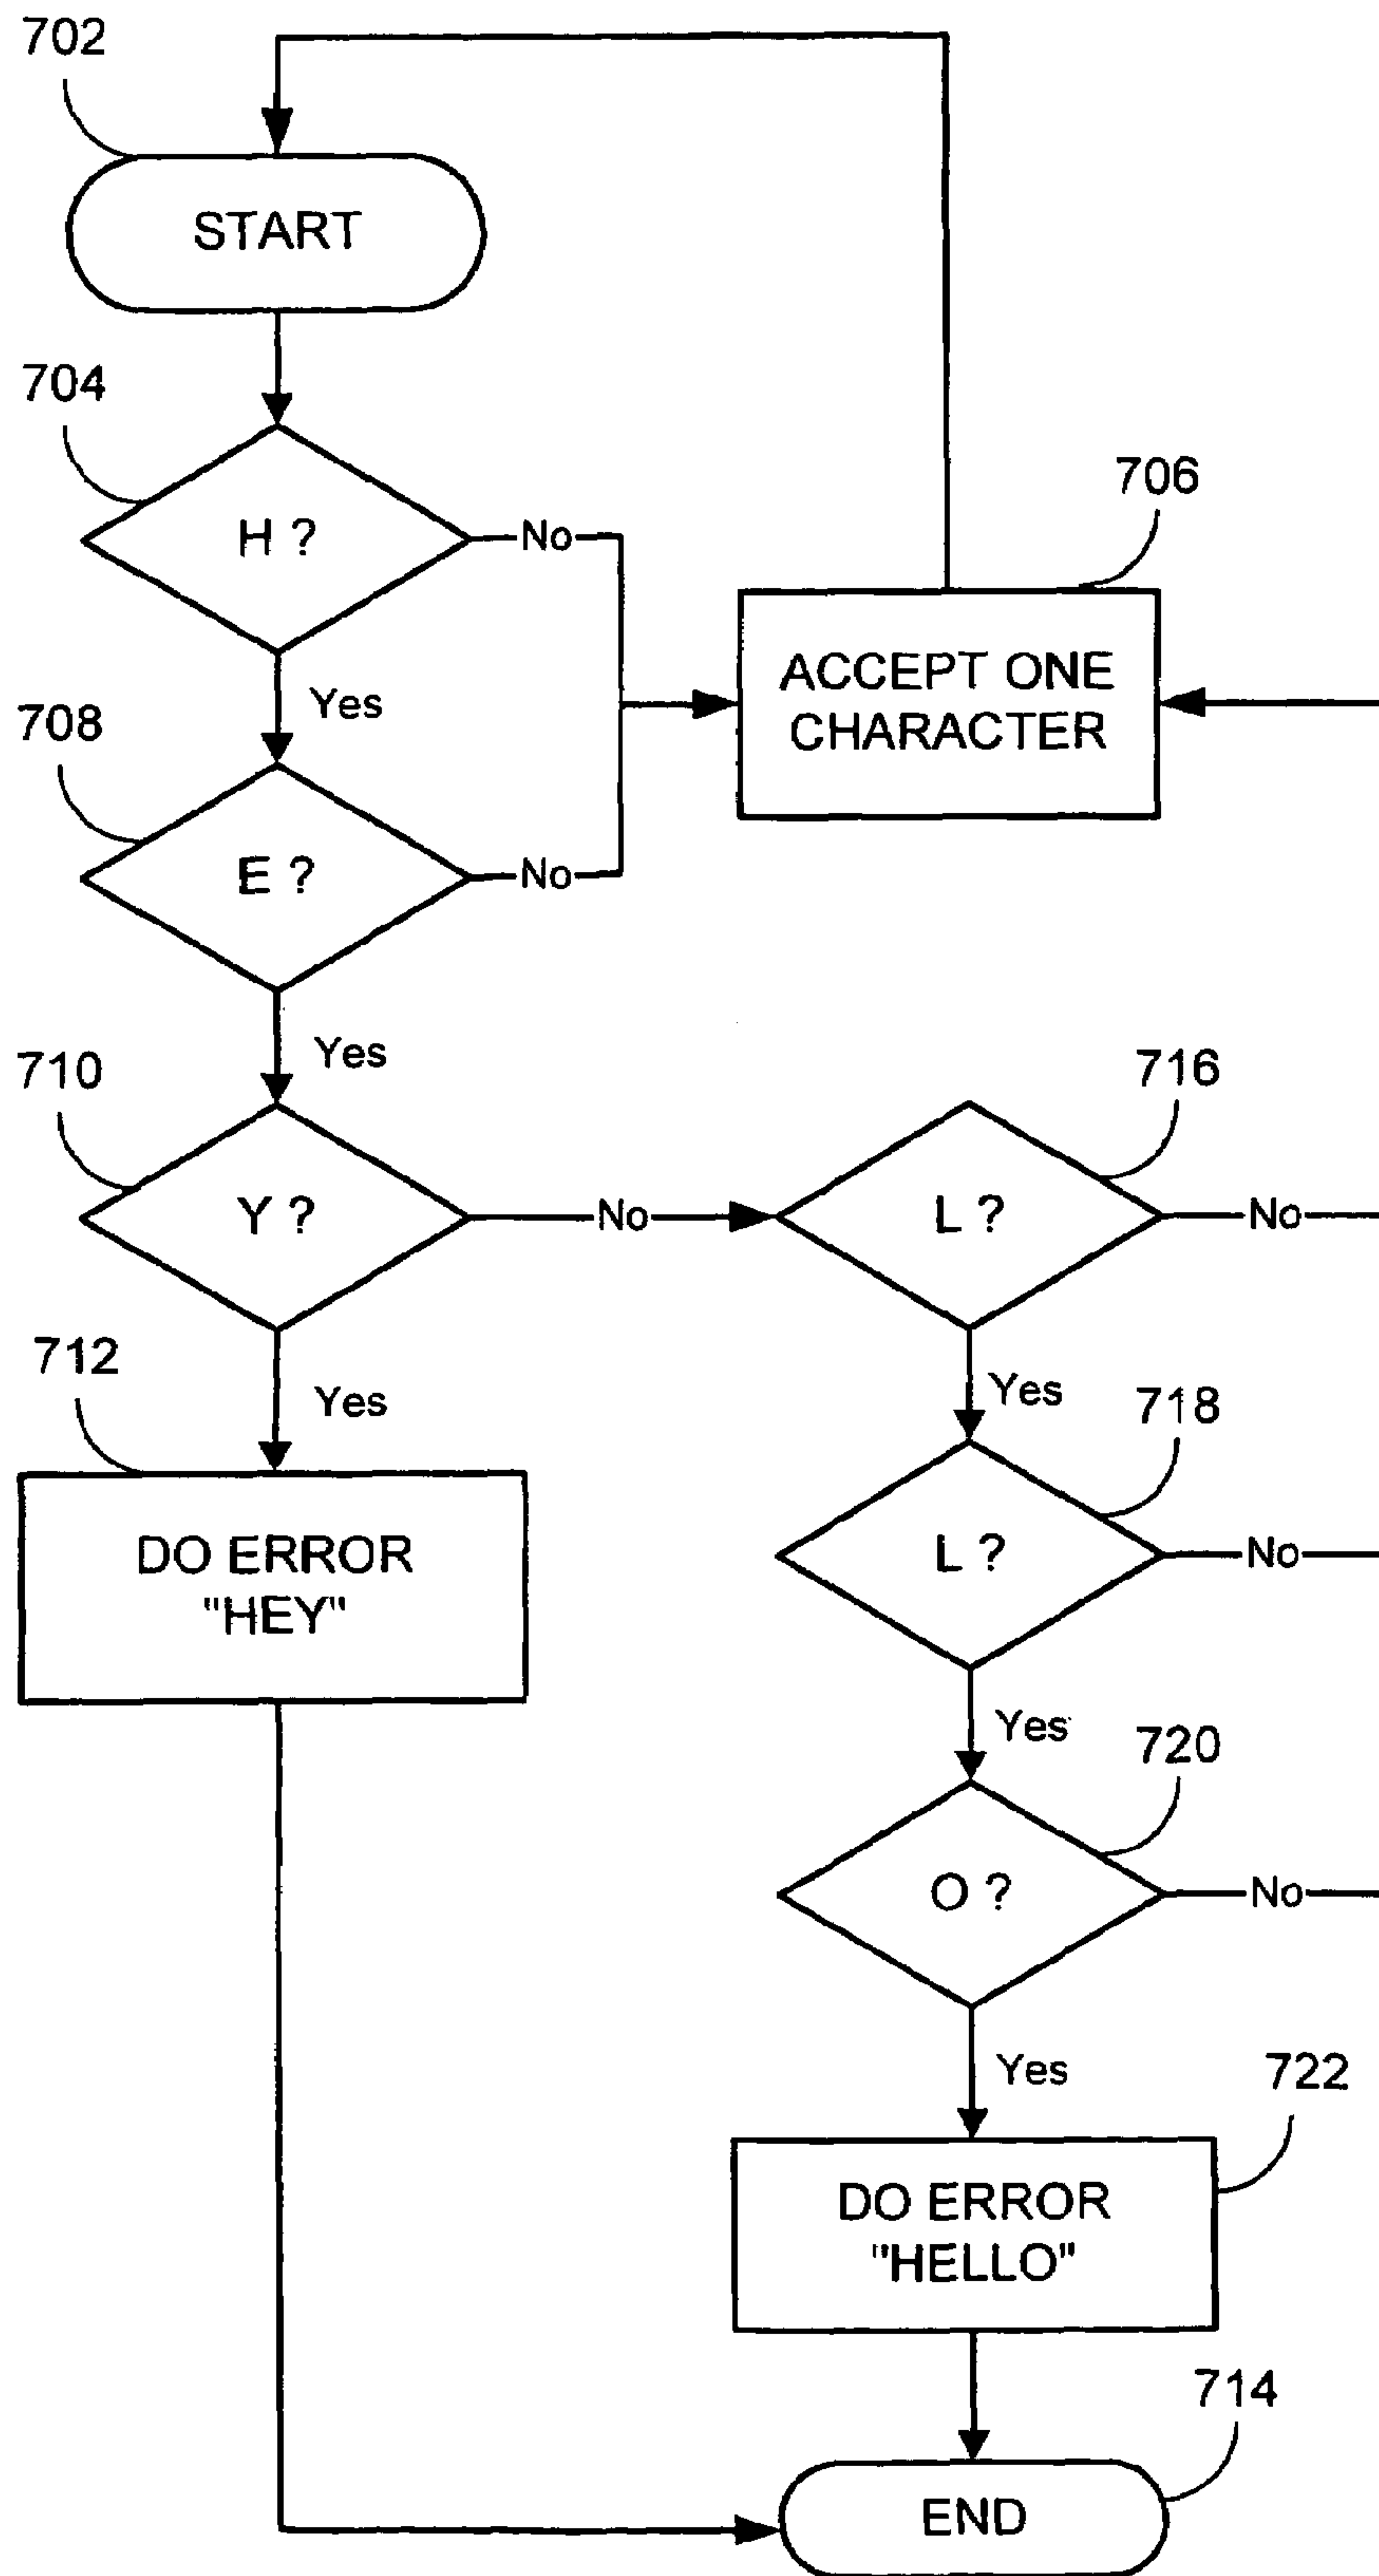 702
START
704
H ?
No
706
ACCEPT ONE
CHARACTER
Yes
708
E ?
No
Yes
710
Y ?
No
716
L ?
No
Yes
712
DO ERROR
"HEY"
Yes
718
L ?
No
Yes
720
O ?
No
Yes
722
DO ERROR
"HELLO"
714
END